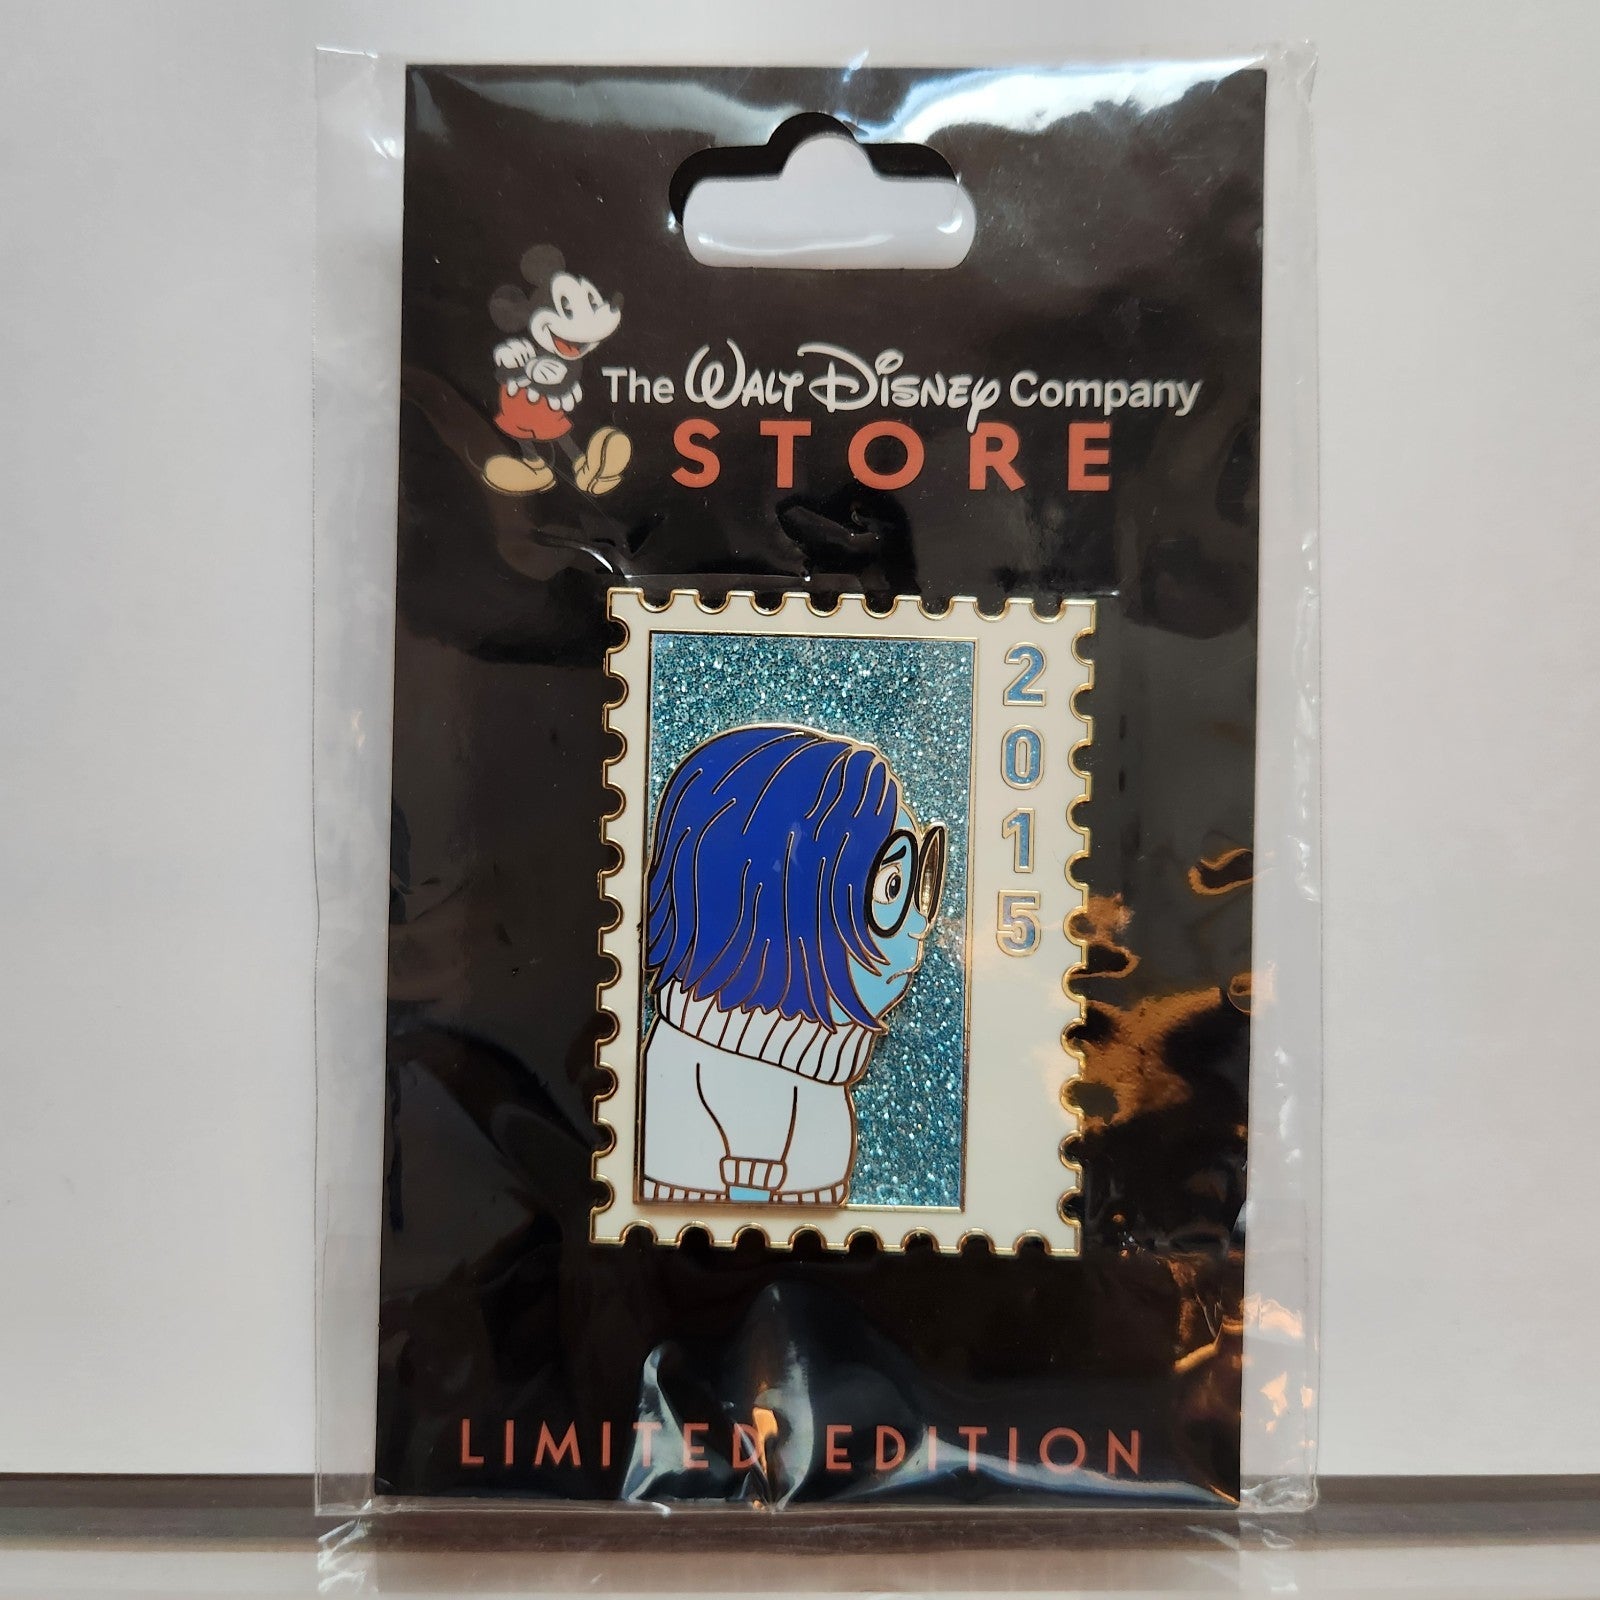 The WALT DISNEY Company
STORE
2015
LIMITED EDITION